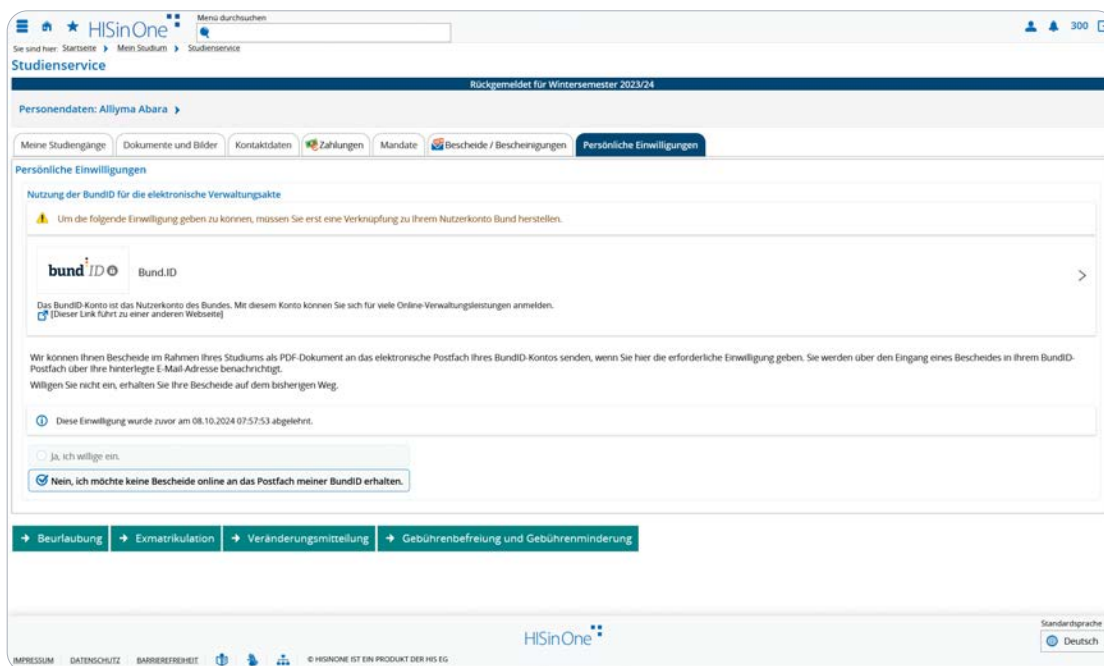 HISinOne
Menü durchsuchen
300
Sie sind hier: Startseite Mein Studium Studienservice
Studienservice
Rückgemeldet für Wintersemester 2023/24
Personendaten: Alliyma Abara
Meine Studiengänge Dokumente und Bilder Kontaktdaten Zahlungen Mandate Bescheide / Bescheinigungen Persönliche Einwilligungen
Persönliche Einwilligungen
Nutzung der BundID für die elektronische Verwaltungsakte
Um die folgende Einwilligung geben zu können, müssen Sie erst eine Verknüpfung zu Ihrem Nutzerkonto Bund herstellen.
bund ID Bund.ID
Das BundID-Konto ist das Nutzerkonto des Bundes. Mit diesem Konto können Sie sich für viele Online-Verwaltungsleistungen anmelden.
[Dieser Link führt zu einer anderen Webseite]
Wir können Ihnen Bescheide im Rahmen Ihres Studiums als PDF-Dokument an das elektronische Postfach Ihres BundID-Kontos senden, wenn Sie hier die erforderliche Einwilligung geben. Sie werden über den Eingang eines Bescheides in Ihrem BundID-
Postfach über Ihre hinterlegte E-Mail-Adresse benachrichtigt.
Willigen Sie nicht ein, erhalten Sie Ihre Bescheide auf dem bisherigen Weg.
Diese Einwilligung wurde zuvor am 08.10.2024 07:57:53 abgelehnt.
Ja, ich willige ein.
Nein, ich möchte keine Bescheide online an das Postfach meiner BundID erhalten.
Beurlaubung Exmatrikulation Veränderungsmitteilung Gebührenbefreiung und Gebührenminderung
HISinOne
Standardsprache
Deutsch
IMPRESSUM DATENSCHUTZ BARRIEREFREIHEIT © HISINONE IST EIN PRODUKT DER HIS EG